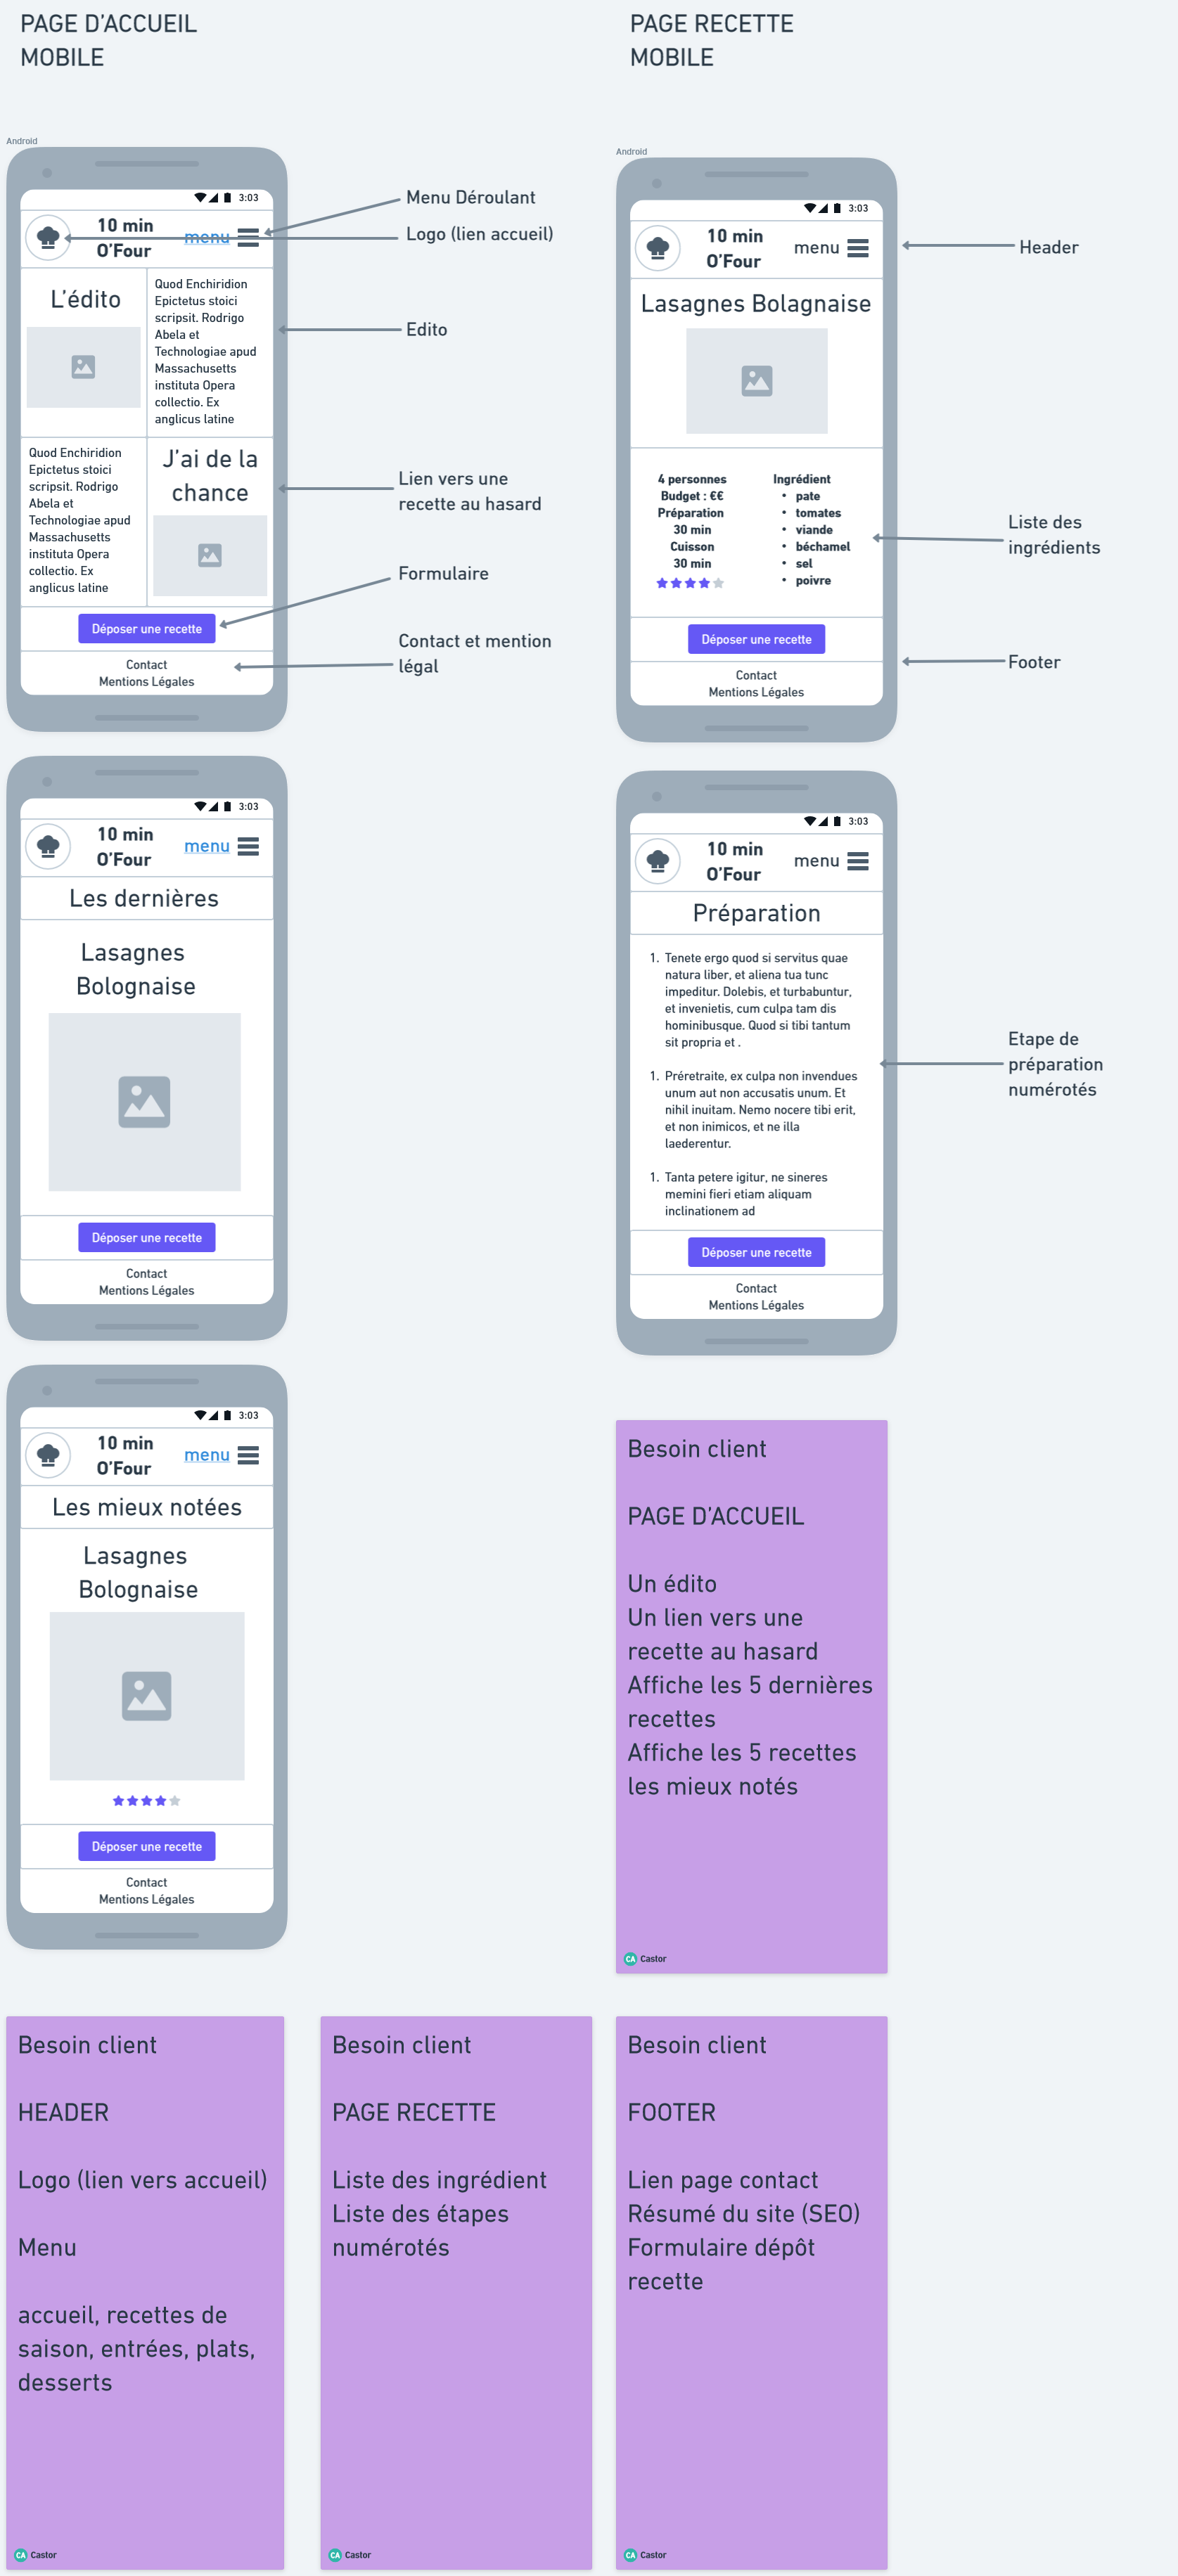 PAGE D'ACCUEIL
MOBILE
Android
3:03
10 min
O'Four
menu
L'édito
Quod Enchiridion
Epictetus stoici
scripsit. Rodrigo
Abela et
Technologiae apud
Massachusetts
instituta Opera
collectio. Ex
anglicus latine
Quod Enchiridion
Epictetus stoici
scripsit. Rodrigo
Abela et
Technologiae apud
Massachusetts
instituta Opera
collectio. Ex
anglicus latine
J'ai de la
chance
Déposer une recette
Contact
Mentions Légales
Menu Déroulant
Logo (lien accueil)
Edito
Lien vers une
recette au hasard
Formulaire
Contact et mention
légal
3:03
10 min
O'Four
menu
Les dernières
Lasagnes
Bolognaise
Déposer une recette
Contact
Mentions Légales
3:03
10 min
O'Four
menu
Les mieux notées
Lasagnes
Bolognaise
Déposer une recette
Contact
Mentions Légales
PAGE RECETTE
MOBILE
Android
3:03
10 min
O'Four
menu
Lasagnes Bolagnaise
4 personnes
Budget : €€
Préparation
30 min
Cuisson
30 min
Ingrédient
• pate
• tomates
• viande
• béchamel
• sel
• poivre
Déposer une recette
Contact
Mentions Légales
Header
Liste des
ingrédients
Footer
3:03
10 min
O'Four
menu
Préparation
1. Tenete ergo quod si servitus quae
natura liber, et aliena tua tunc
impeditur. Dolebis, et turbabuntur,
et invenietis, cum culpa tam dis
hominibusque. Quod si tibi tantum
sit propria et .
1. Préretraite, ex culpa non invendues
unum aut non accusatis unum. Et
nihil inuitam. Nemo nocere tibi erit,
et non inimicos, et ne illa
laederentur.
1. Tanta petere igitur, ne sineres
memini fieri etiam aliquam
inclinationem ad
Déposer une recette
Contact
Mentions Légales
Etape de
préparation
numérotés
Besoin client
PAGE D'ACCUEIL
Un édito
Un lien vers une
recette au hasard
Affiche les 5 dernières
recettes
Affiche les 5 recettes
les mieux notés
CA Castor
Besoin client
HEADER
Logo (lien vers accueil)
Menu
accueil, recettes de
saison, entrées, plats,
desserts
CA Castor
Besoin client
PAGE RECETTE
Liste des ingrédient
Liste des étapes
numérotés
CA Castor
Besoin client
FOOTER
Lien page contact
Résumé du site (SEO)
Formulaire dépôt
recette
CA Castor